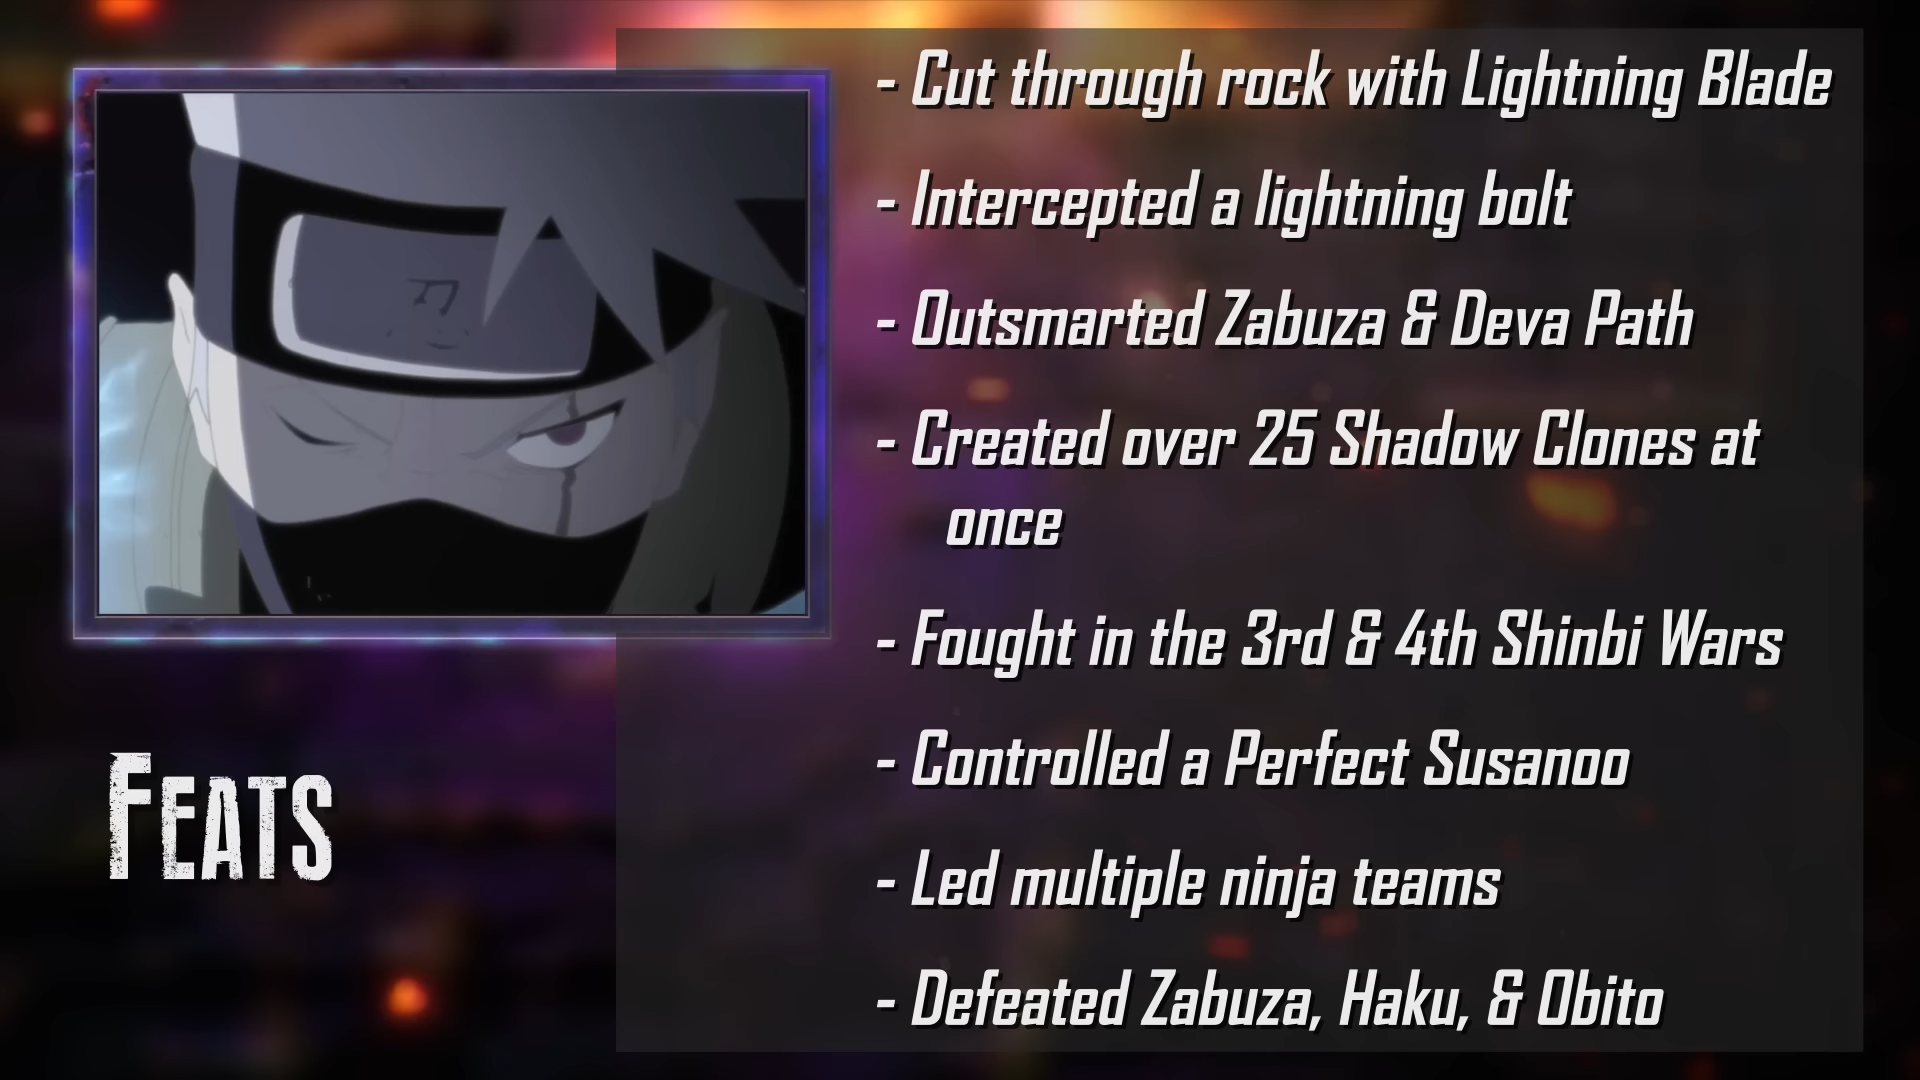 - Cut through rock with Lightning Blade
- Intercepted a lightning bolt
- Outsmarted Zabuza & Deva Path
- Created over 25 Shadow Clones at
once
- Fought in the 3rd & 4th Shinbi Wars
- Controlled a Perfect Susanoo
- Led multiple ninja teams
- Defeated Zabuza, Haku, & Obito
Feats